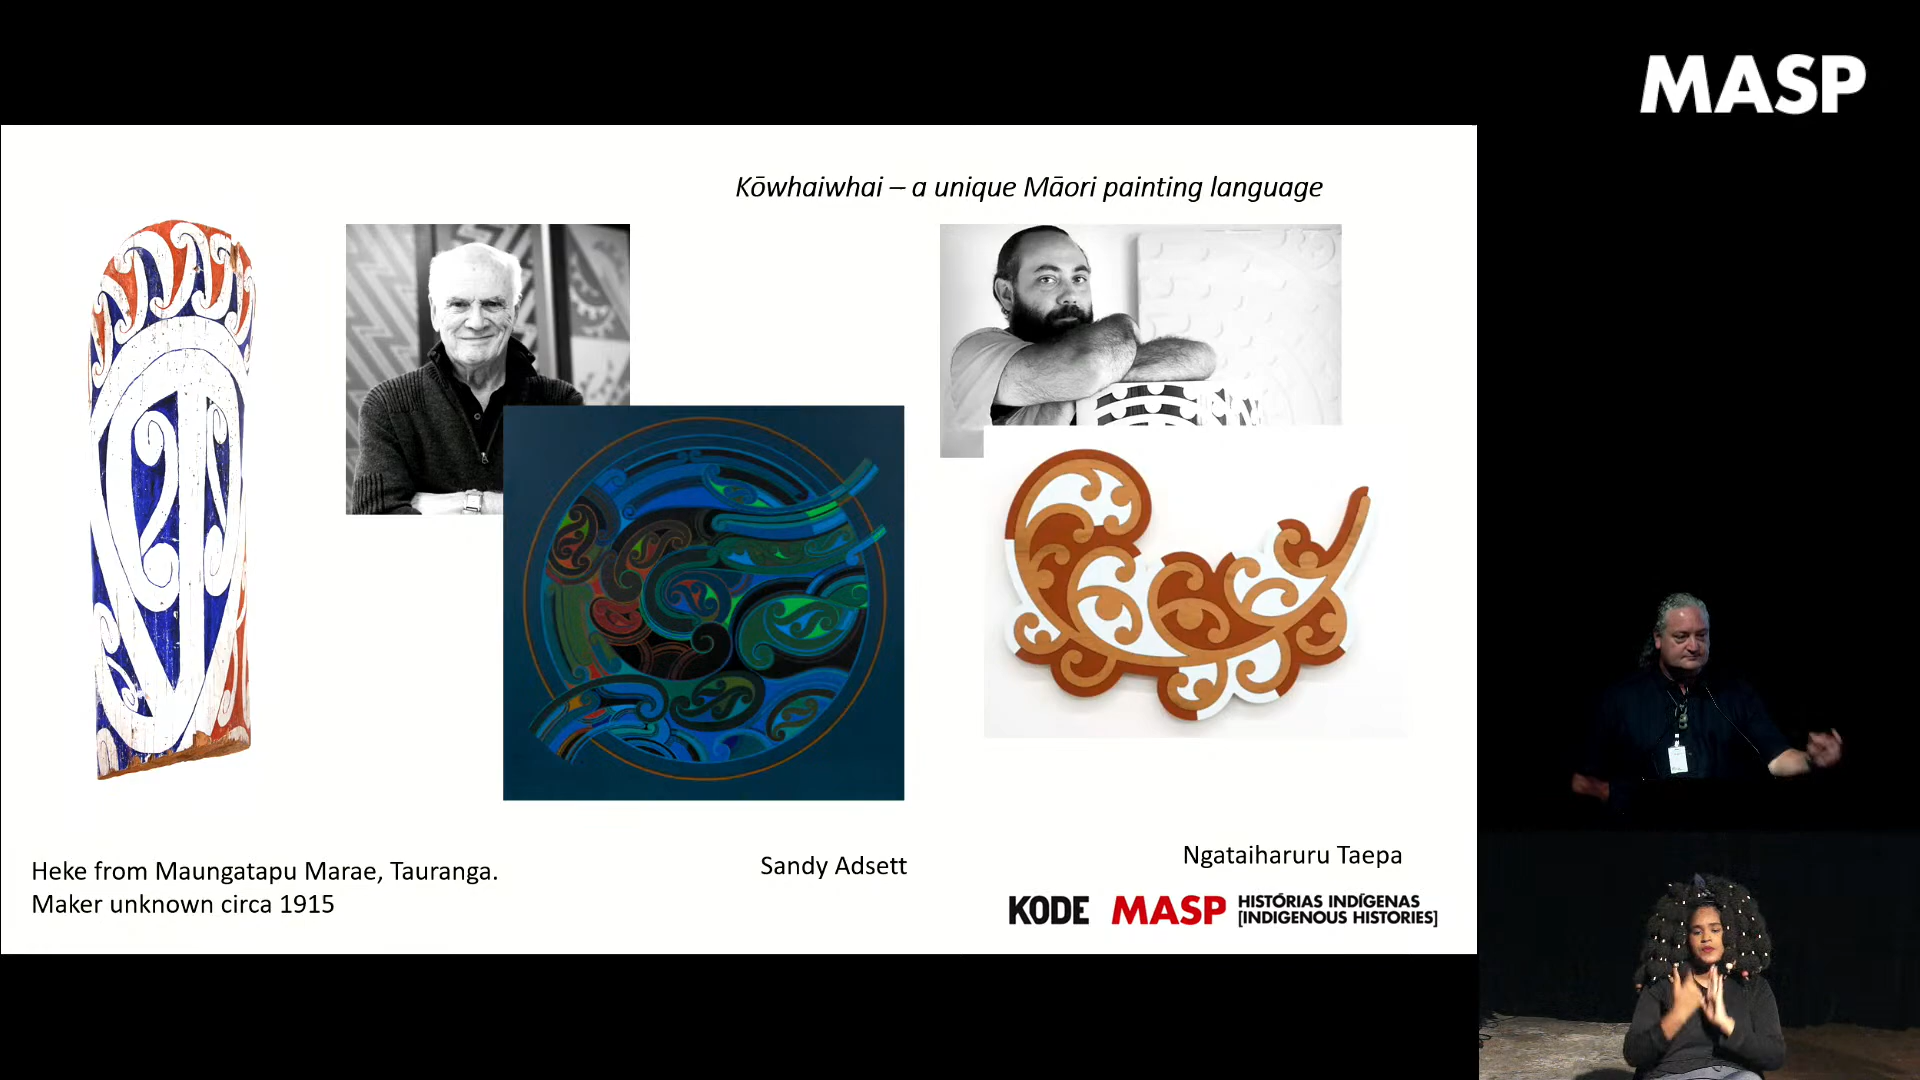 MASP
Kōwhaiwhai – a unique Māori painting language
Heke from Maungatapu Marae, Tauranga.
Maker unknown circa 1915
Sandy Adsett
Ngataiharuru Taepa
KODE MASP HISTÓRIAS INDÍGENAS
[INDIGENOUS HISTORIES]